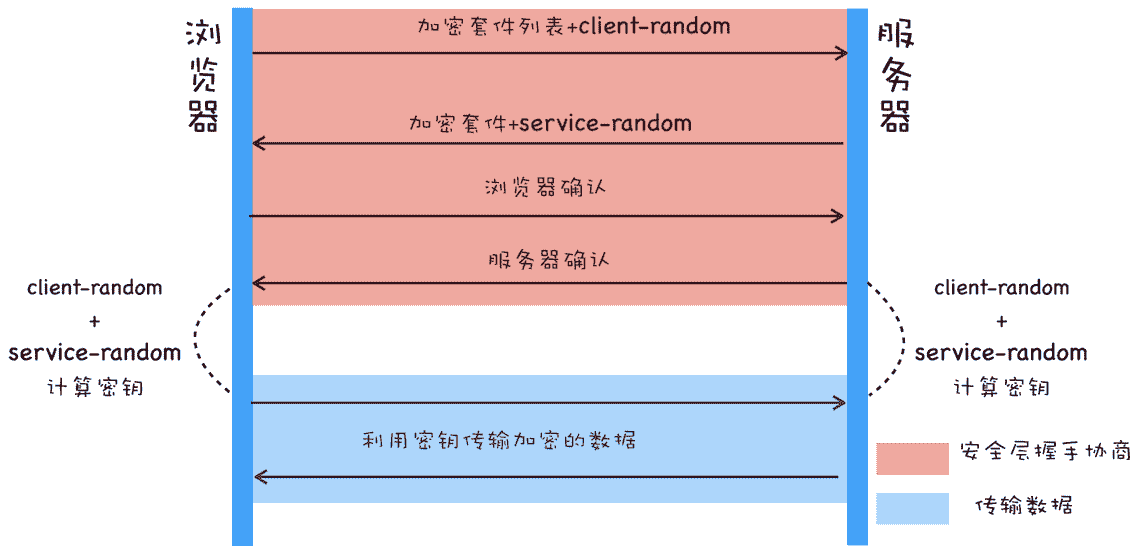 浏览器
服务器
加密套件列表+client-random
加密套件+service-random
浏览器确认
服务器确认
client-random
+
service-random
计算密钥
client-random
+
service-random
计算密钥
利用密钥传输加密的数据
安全层握手协商
传输数据